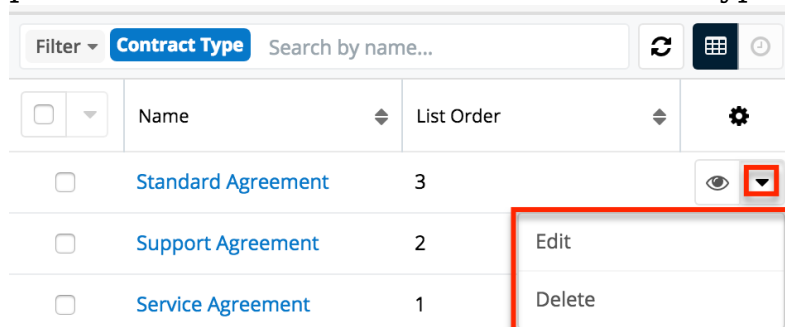 Filter Contract Type Search by name...
Name List Order
Standard Agreement 3
Support Agreement 2 Edit
Service Agreement 1 Delete